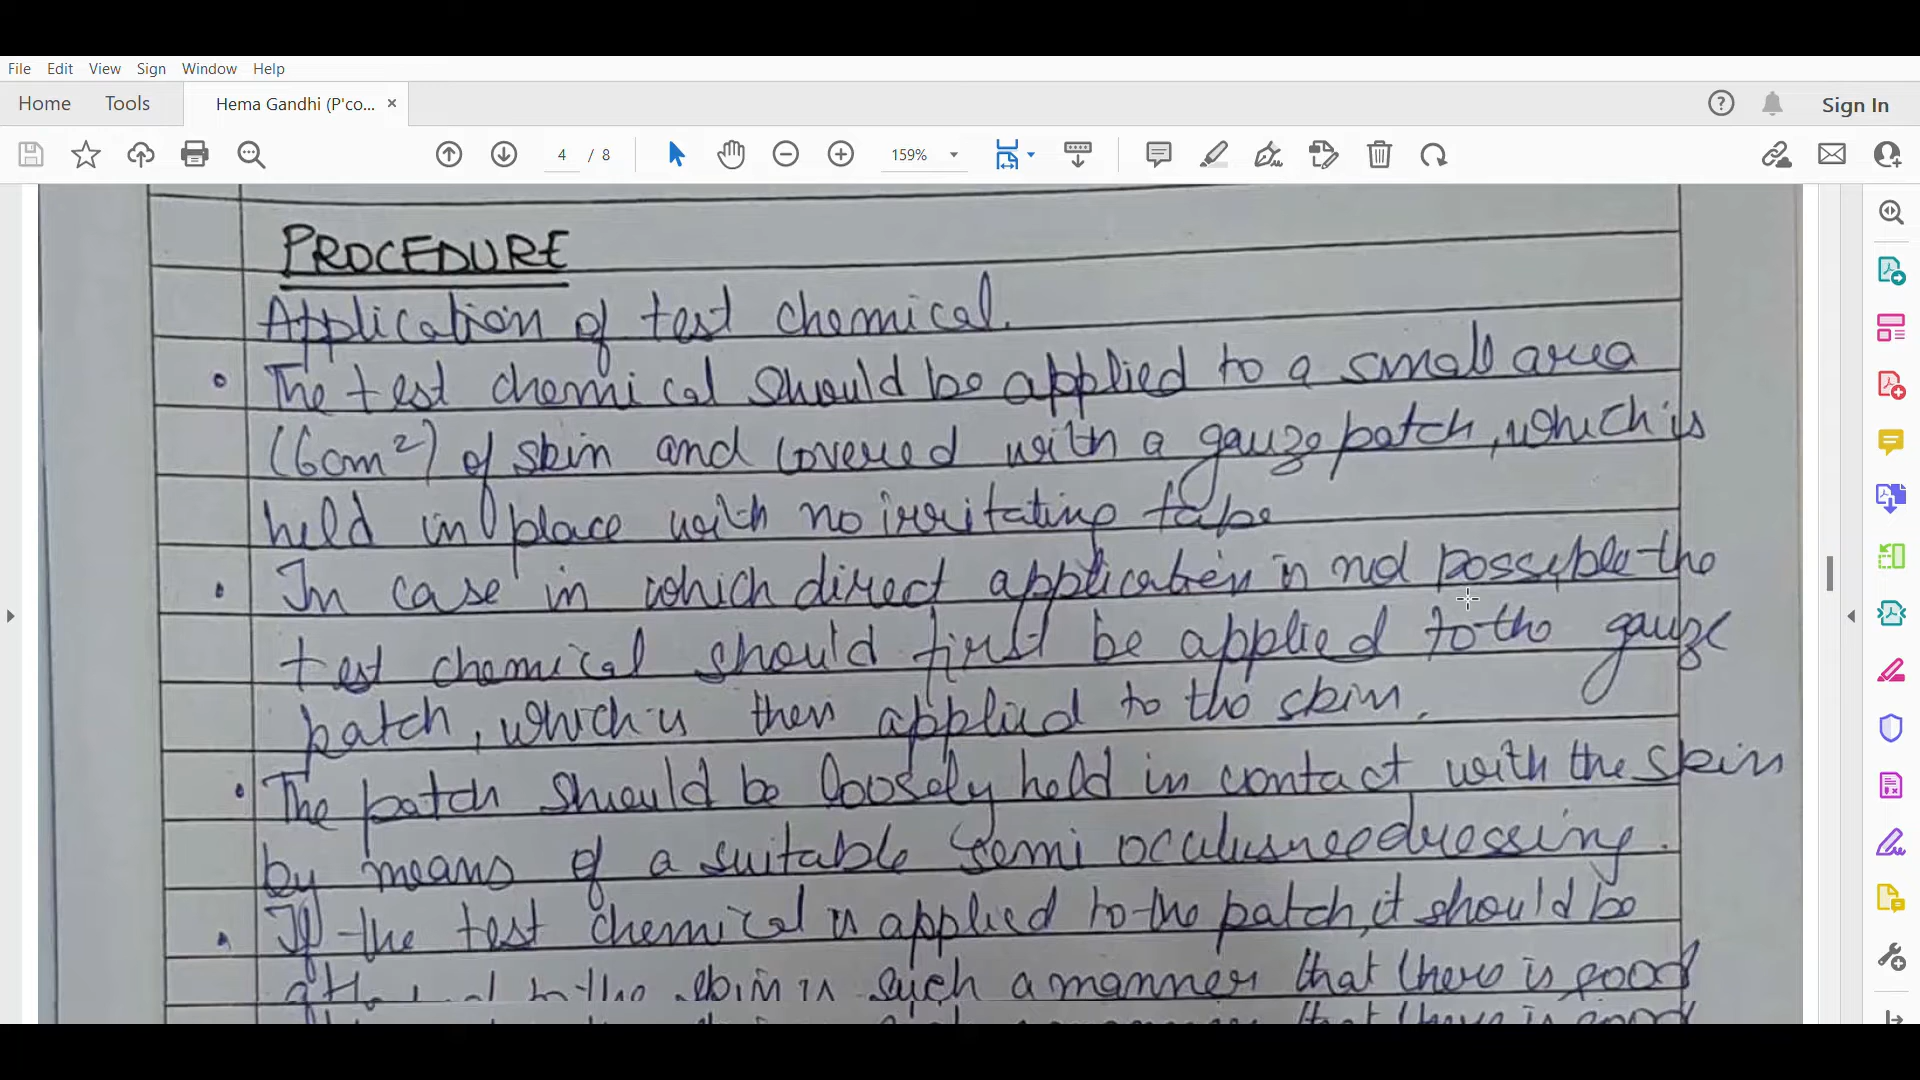 File Edit View Sign Window Help
Home Tools Hema Gandhi (P'co... × Sign In
4 / 8 159%
PROCEDURE
Application of test chemical.
• The test chemical should be applied to a small area
(6cm²) of skin and covered with a gauze patch, which is
held in place with no irritating tape
• In case in which direct application is not possible the
test chemical should first be applied to the gauze
patch, which is then applied to the skin.
• The patch should be loosely held in contact with the skin
by means of a suitable semi dressing.
• If the test chemical is applied to the patch, it should be
to the skin in such a manner that there is good